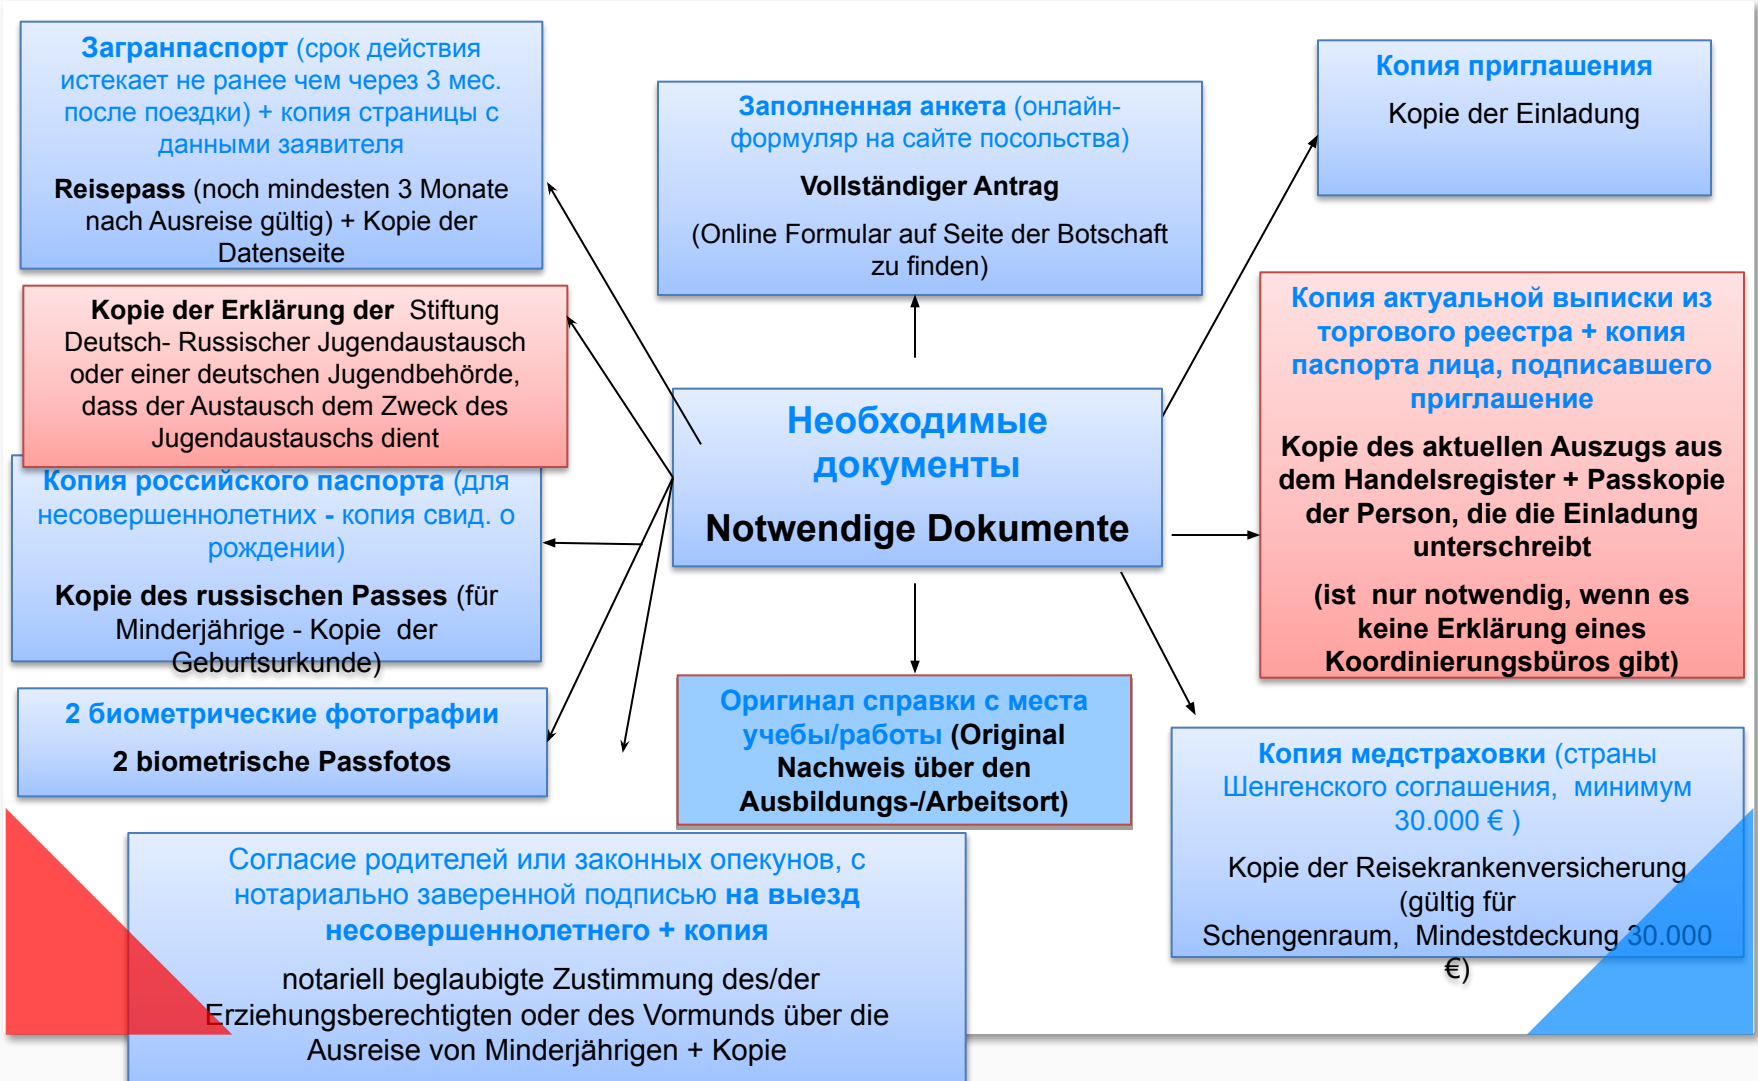 Загранпаспорт (срок действия
истекает не ранее чем через 3 мес.
после поездки) + копия страницы с
данными заявителя
Reisepass (noch mindesten 3 Monate
nach Ausreise gültig) + Kopie der
Datenseite
Заполненная анкета (онлайн-
формуляр на сайте посольства)
Vollständiger Antrag
(Online Formular auf Seite der Botschaft
zu finden)
Копия приглашения
Kopie der Einladung
Kopie der Erklärung der Stiftung
Deutsch- Russischer Jugendaustausch
oder einer deutschen Jugendbehörde,
dass der Austausch dem Zweck des
Jugendaustauschs dient
Копия актуальной выписки из
торгового реестра + копия
паспорта лица, подписавшего
приглашение
Kopie des aktuellen Auszugs aus
dem Handelsregister + Passkopie
der Person, die die Einladung
unterschreibt
(ist nur notwendig, wenn es
keine Erklärung eines
Koordinierungsbüros gibt)
Необходимые
документы
Notwendige Dokumente
Копия российского паспорта (для
несовершеннолетних - копия свид. о
рождении)
Kopie des russischen Passes (für
Minderjährige - Kopie der
Geburtsurkunde)
2 биометрические фотографии
2 biometrische Passfotos
Оригинал справки с места
учебы/работы (Original
Nachweis über den
Ausbildungs-/Arbeitsort)
Копия медстраховки (страны
Шенгенского соглашения, минимум
30.000 € )
Kopie der Reisekrankenversicherung
(gültig für
Schengenraum, Mindestdeckung 30.000
€)
Согласие родителей или законных опекунов, с
нотариально заверенной подписью на выезд
несовершеннолетнего + копия
notariell beglaubigte Zustimmung des/der
Erziehungsberechtigten oder des Vormunds über die
Ausreise von Minderjährigen + Kopie